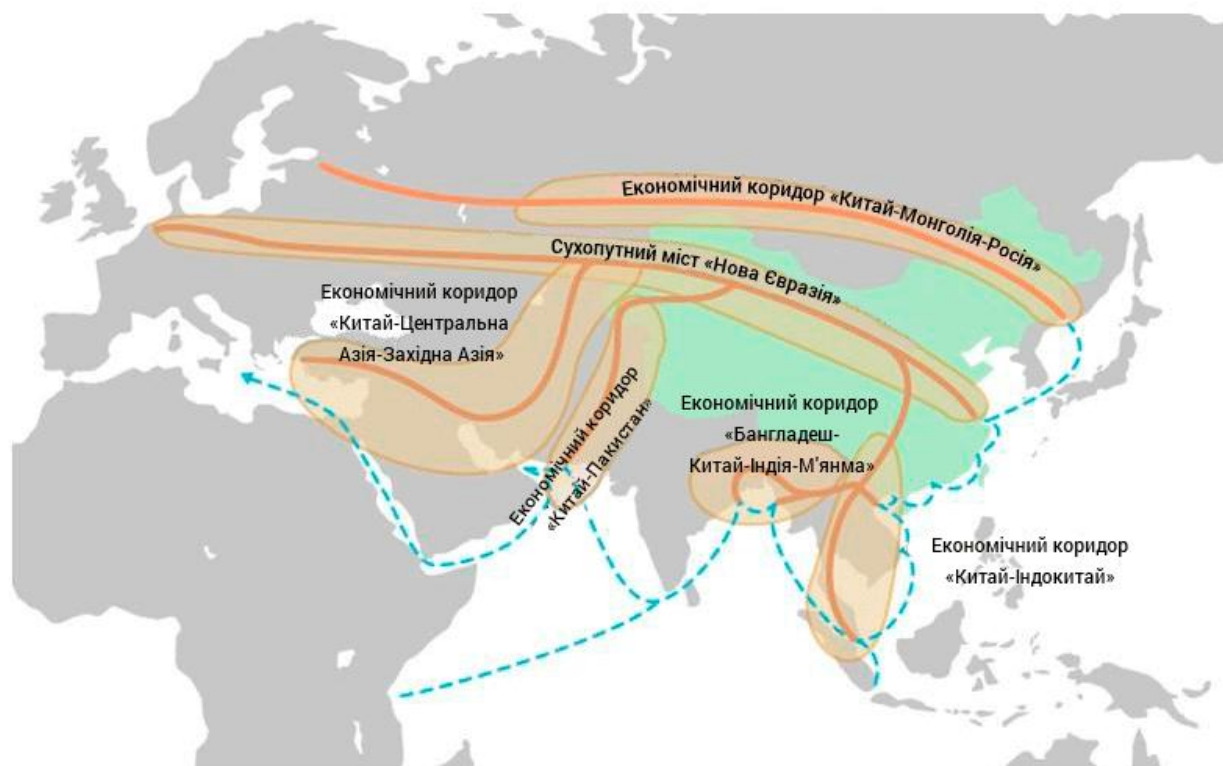 Економічний коридор «Китай-Монголія-Росія»
Сухопутний міст «Нова Євразія»
Економічний коридор
«Китай-Центральна
Азія-Західна Азія»
Економічний коридор
«Китай-Пакистан»
Економічний коридор
«Бангладеш-
Китай-Індія-М'янма»
Економічний коридор
«Китай-Індокитай»